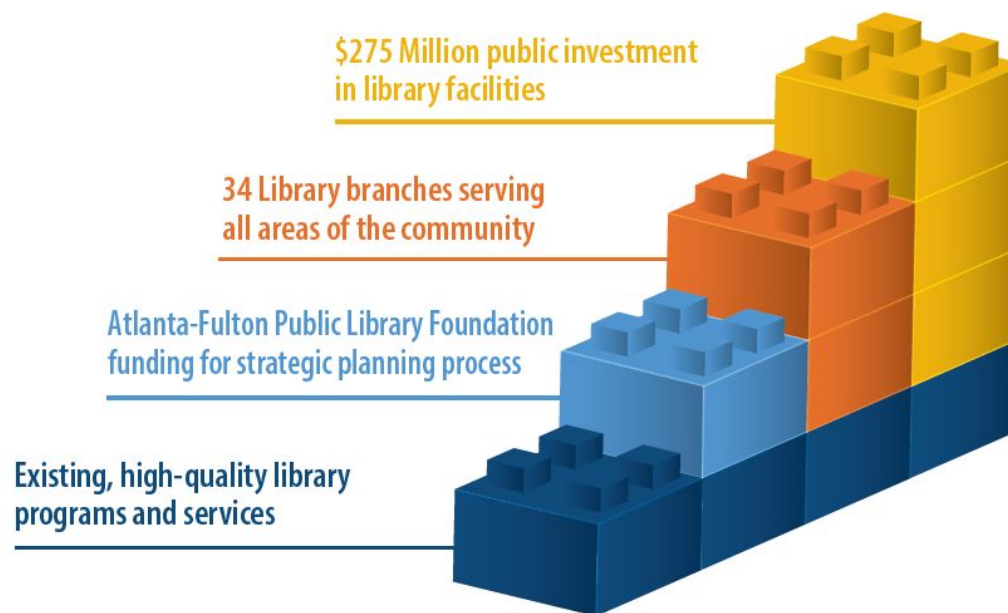 $275 Million public investment
in library facilities
34 Library branches serving
all areas of the community
Atlanta-Fulton Public Library Foundation
funding for strategic planning process
Existing, high-quality library
programs and services